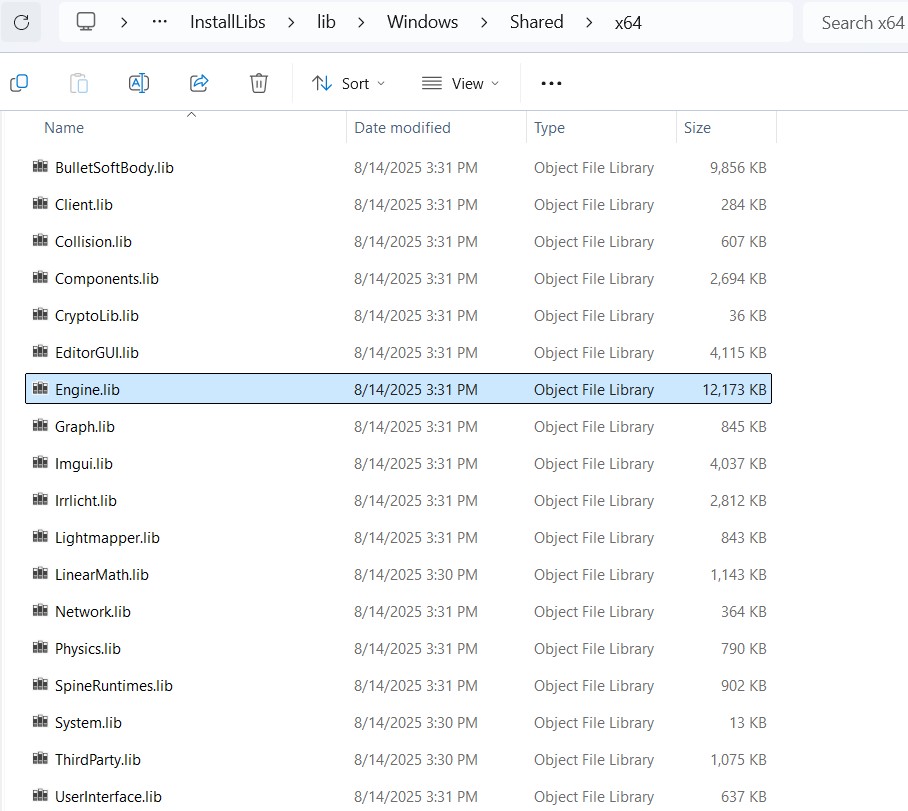 InstallLibs > lib > Windows > Shared > x64 Search x64
Sort View
Name Date modified Type Size
BulletSoftBody.lib 8/14/2025 3:31 PM Object File Library 9,856 KB
Client.lib 8/14/2025 3:31 PM Object File Library 284 KB
Collision.lib 8/14/2025 3:31 PM Object File Library 607 KB
Components.lib 8/14/2025 3:31 PM Object File Library 2,694 KB
CryptoLib.lib 8/14/2025 3:31 PM Object File Library 36 KB
EditorGUI.lib 8/14/2025 3:31 PM Object File Library 4,115 KB
Engine.lib 8/14/2025 3:31 PM Object File Library 12,173 KB
Graph.lib 8/14/2025 3:31 PM Object File Library 845 KB
Imgui.lib 8/14/2025 3:31 PM Object File Library 4,037 KB
Irrlicht.lib 8/14/2025 3:31 PM Object File Library 2,812 KB
Lightmapper.lib 8/14/2025 3:31 PM Object File Library 843 KB
LinearMath.lib 8/14/2025 3:30 PM Object File Library 1,143 KB
Network.lib 8/14/2025 3:31 PM Object File Library 364 KB
Physics.lib 8/14/2025 3:31 PM Object File Library 790 KB
SpineRuntimes.lib 8/14/2025 3:31 PM Object File Library 902 KB
System.lib 8/14/2025 3:30 PM Object File Library 13 KB
ThirdParty.lib 8/14/2025 3:30 PM Object File Library 1,075 KB
UserInterface.lib 8/14/2025 3:31 PM Object File Library 637 KB